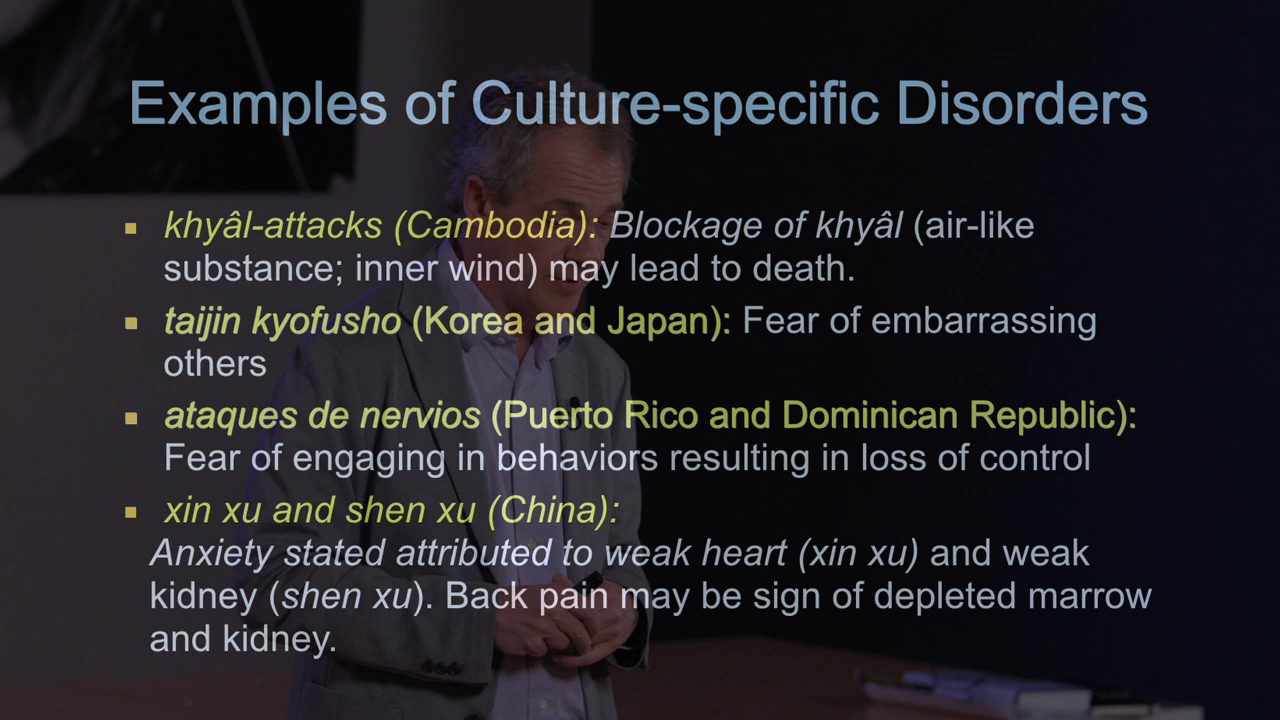 Examples of Culture-specific Disorders
▪ khyâl-attacks (Cambodia): Blockage of khyâl (air-like
substance; inner wind) may lead to death.
▪ taijin kyofusho (Korea and Japan): Fear of embarrassing
others
▪ ataques de nervios (Puerto Rico and Dominican Republic):
Fear of engaging in behaviors resulting in loss of control
▪ xin xu and shen xu (China):
Anxiety stated attributed to weak heart (xin xu) and weak
kidney (shen xu). Back pain may be sign of depleted marrow
and kidney.